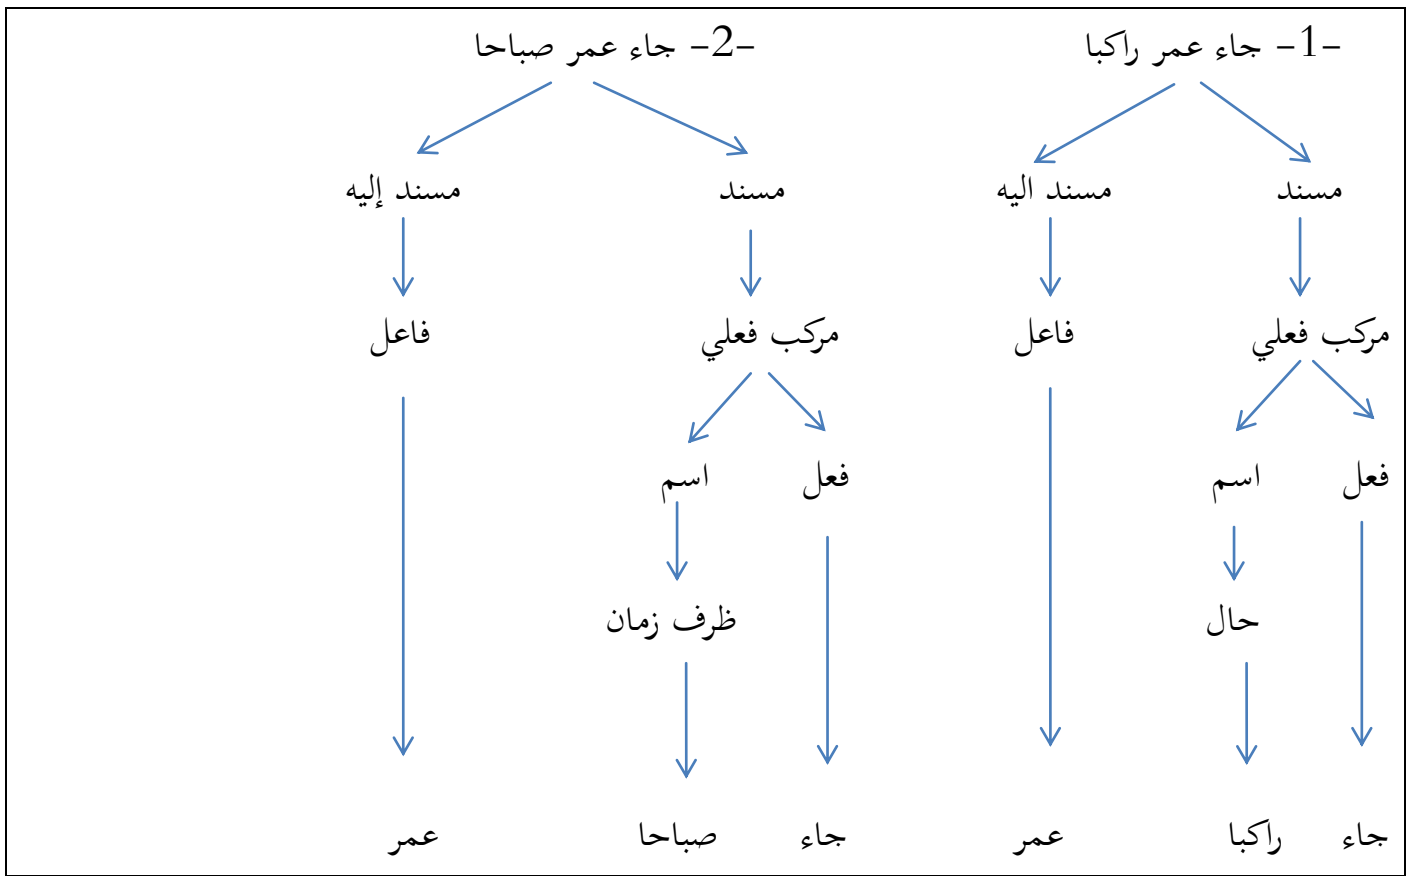 -1- جاء عمر راكبا -2- جاء عمر صباحا
مسند مسند اليه مسند مسند إليه
مركب فعلي فاعل مركب فعلي فاعل
فعل اسم فعل اسم
حال ظرف زمان
جاء راكبا عمر جاء صباحا عمر